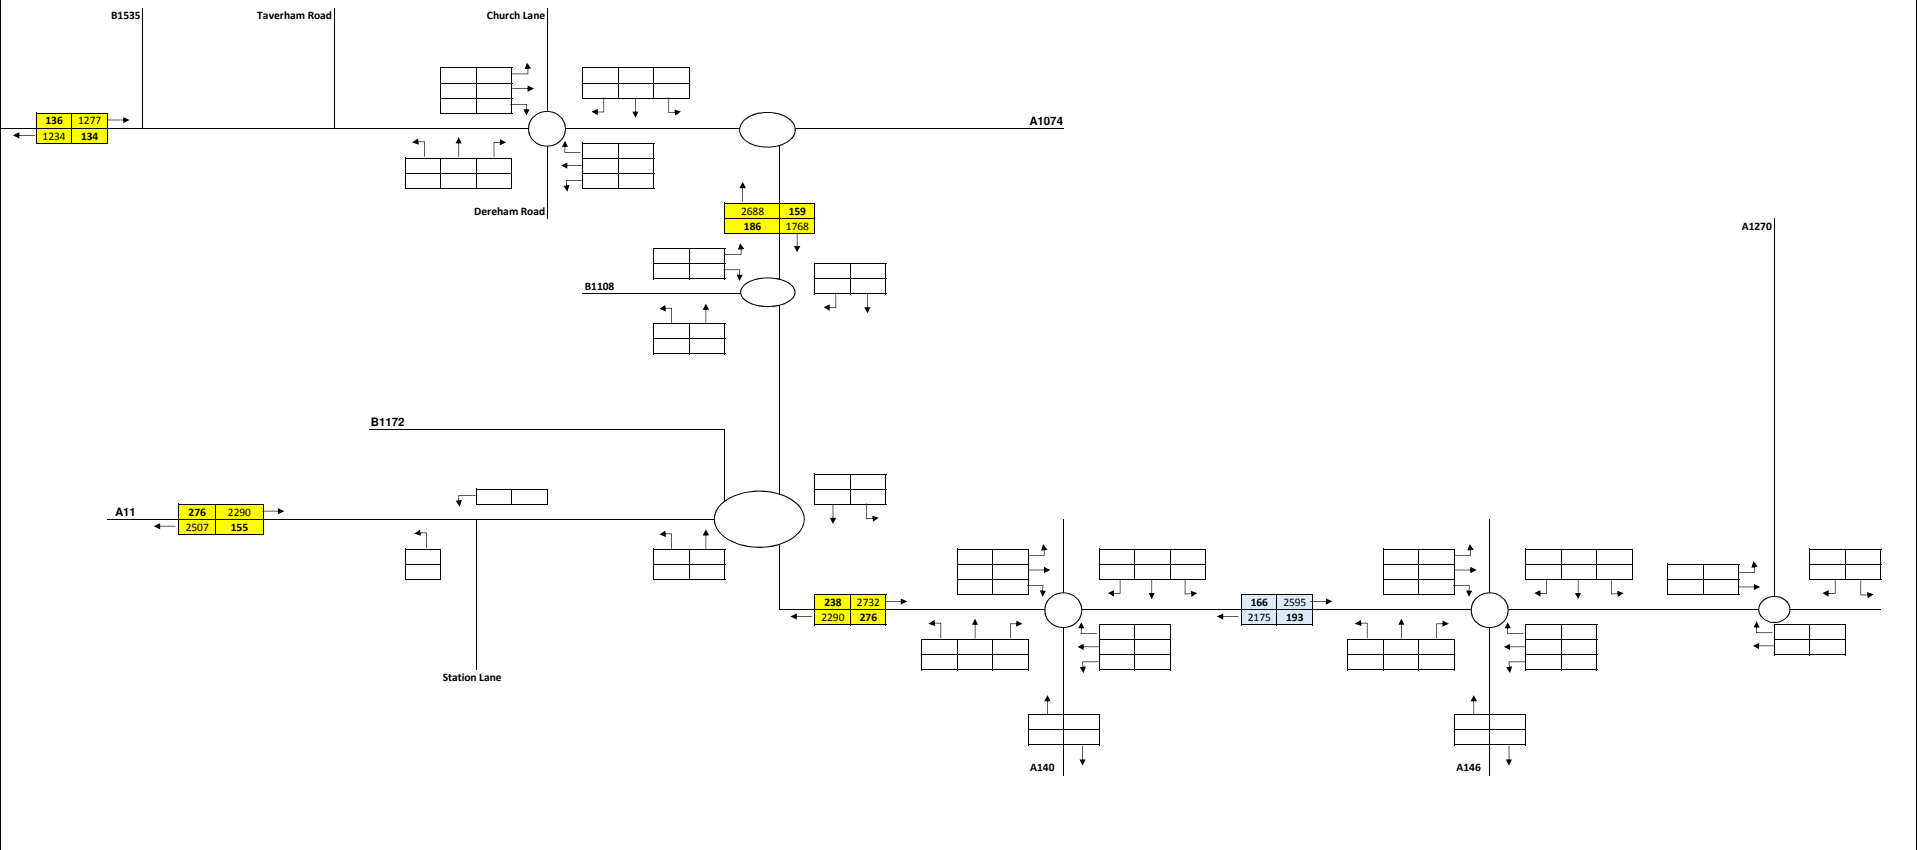 B1535 Taverham Road Church Lane
136 1277
1234 134
A1074
Dereham Road
2688 159
186 1768
A1270
B1108
B1172
A11
276 2290
2507 155
238 2732
2290 276
166 2595
2175 193
Station Lane
A140
A146